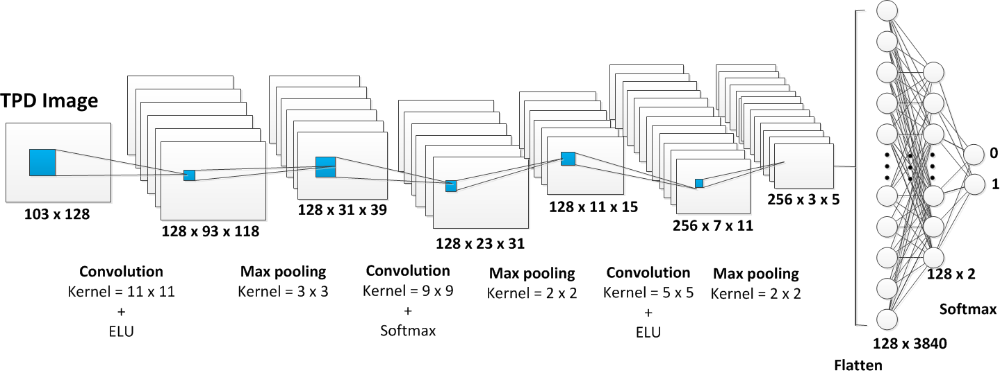 TPD Image
103 x 128
128 x 93 x 118
128 x 31 x 39
128 x 23 x 31
128 x 11 x 15
256 x 7 x 11
256 x 3 x 5
0
1
Convolution
Kernel = 11 x 11
+
ELU
Max pooling
Kernel = 3 x 3
Convolution
Kernel = 9 x 9
+
Softmax
Max pooling
Kernel = 2 x 2
Convolution
Kernel = 5 x 5
+
ELU
Max pooling
Kernel = 2 x 2
128 x 2
Softmax
128 x 3840
Flatten